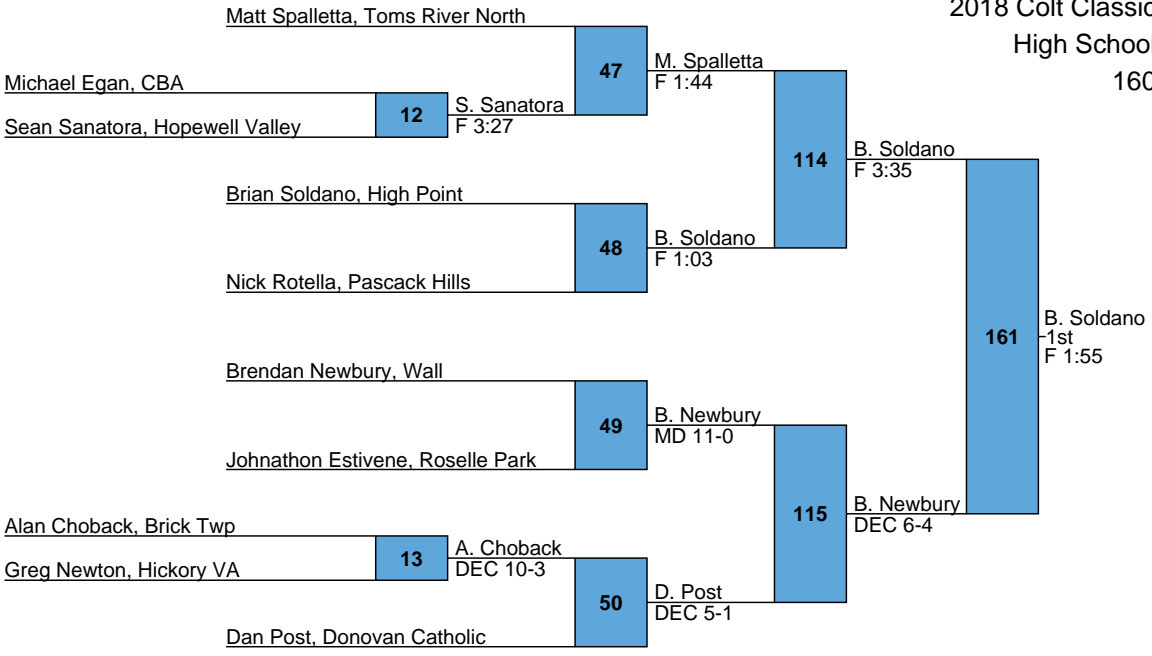 2018 Colt Classic
High School
160
Matt Spalletta, Toms River North
47
M. Spalletta
F 1:44
Michael Egan, CBA
12
S. Sanatora
F 3:27
Sean Sanatora, Hopewell Valley
114
B. Soldano
F 3:35
Brian Soldano, High Point
48
B. Soldano
F 1:03
Nick Rotella, Pascack Hills
161
B. Soldano
1st
F 1:55
Brendan Newbury, Wall
49
B. Newbury
MD 11-0
Johnathon Estivene, Roselle Park
115
B. Newbury
DEC 6-4
Alan Choback, Brick Twp
13
A. Choback
DEC 10-3
Greg Newton, Hickory VA
50
D. Post
DEC 5-1
Dan Post, Donovan Catholic